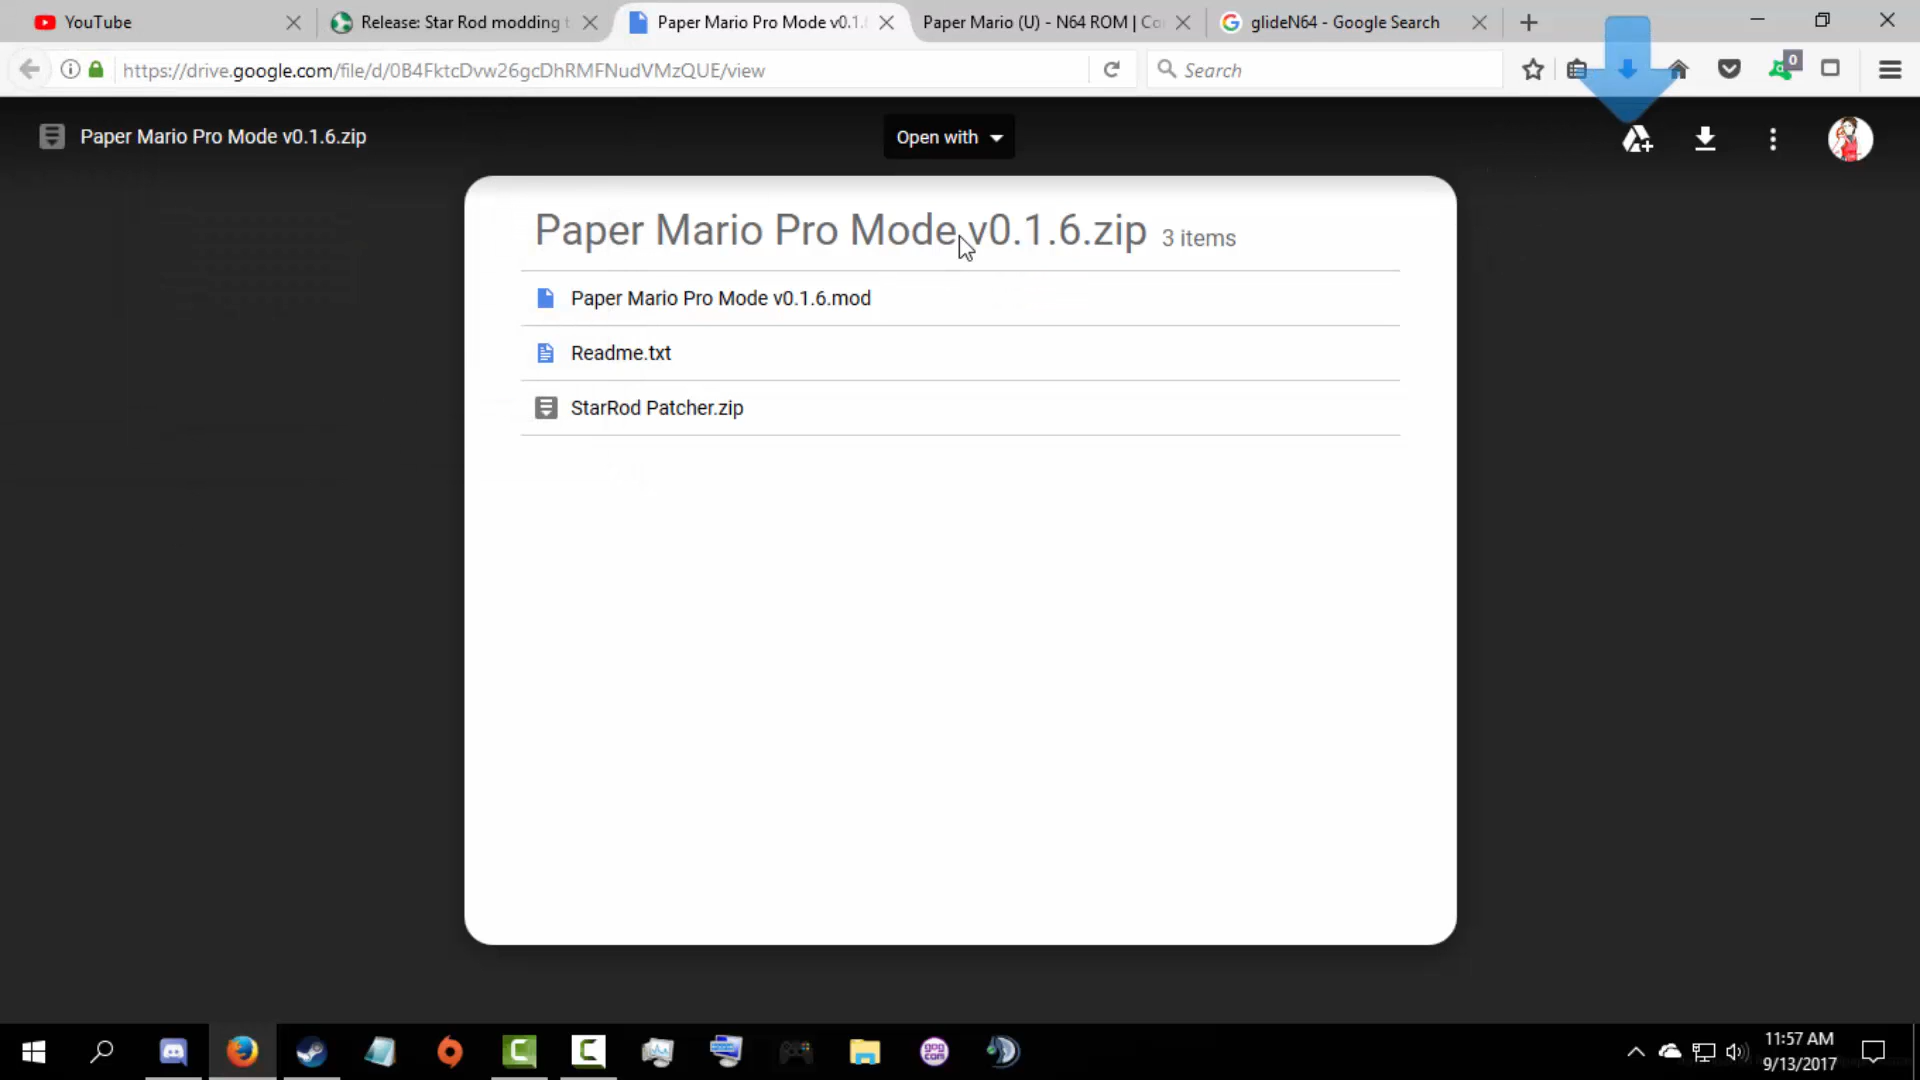 YouTube
Release: Star Rod modding t
Paper Mario Pro Mode v0.1.
Paper Mario (U) - N64 ROM | Co
glideN64 - Google Search
https://drive.google.com/file/d/0B4FktcDvw26gcDhRMFNudVMzQUE/view
Search
0
Paper Mario Pro Mode v0.1.6.zip
Open with
Paper Mario Pro Mode v0.1.6.zip 3 items
Paper Mario Pro Mode v0.1.6.mod
Readme.txt
StarRod Patcher.zip
gog
com
11:57 AM
9/13/2017